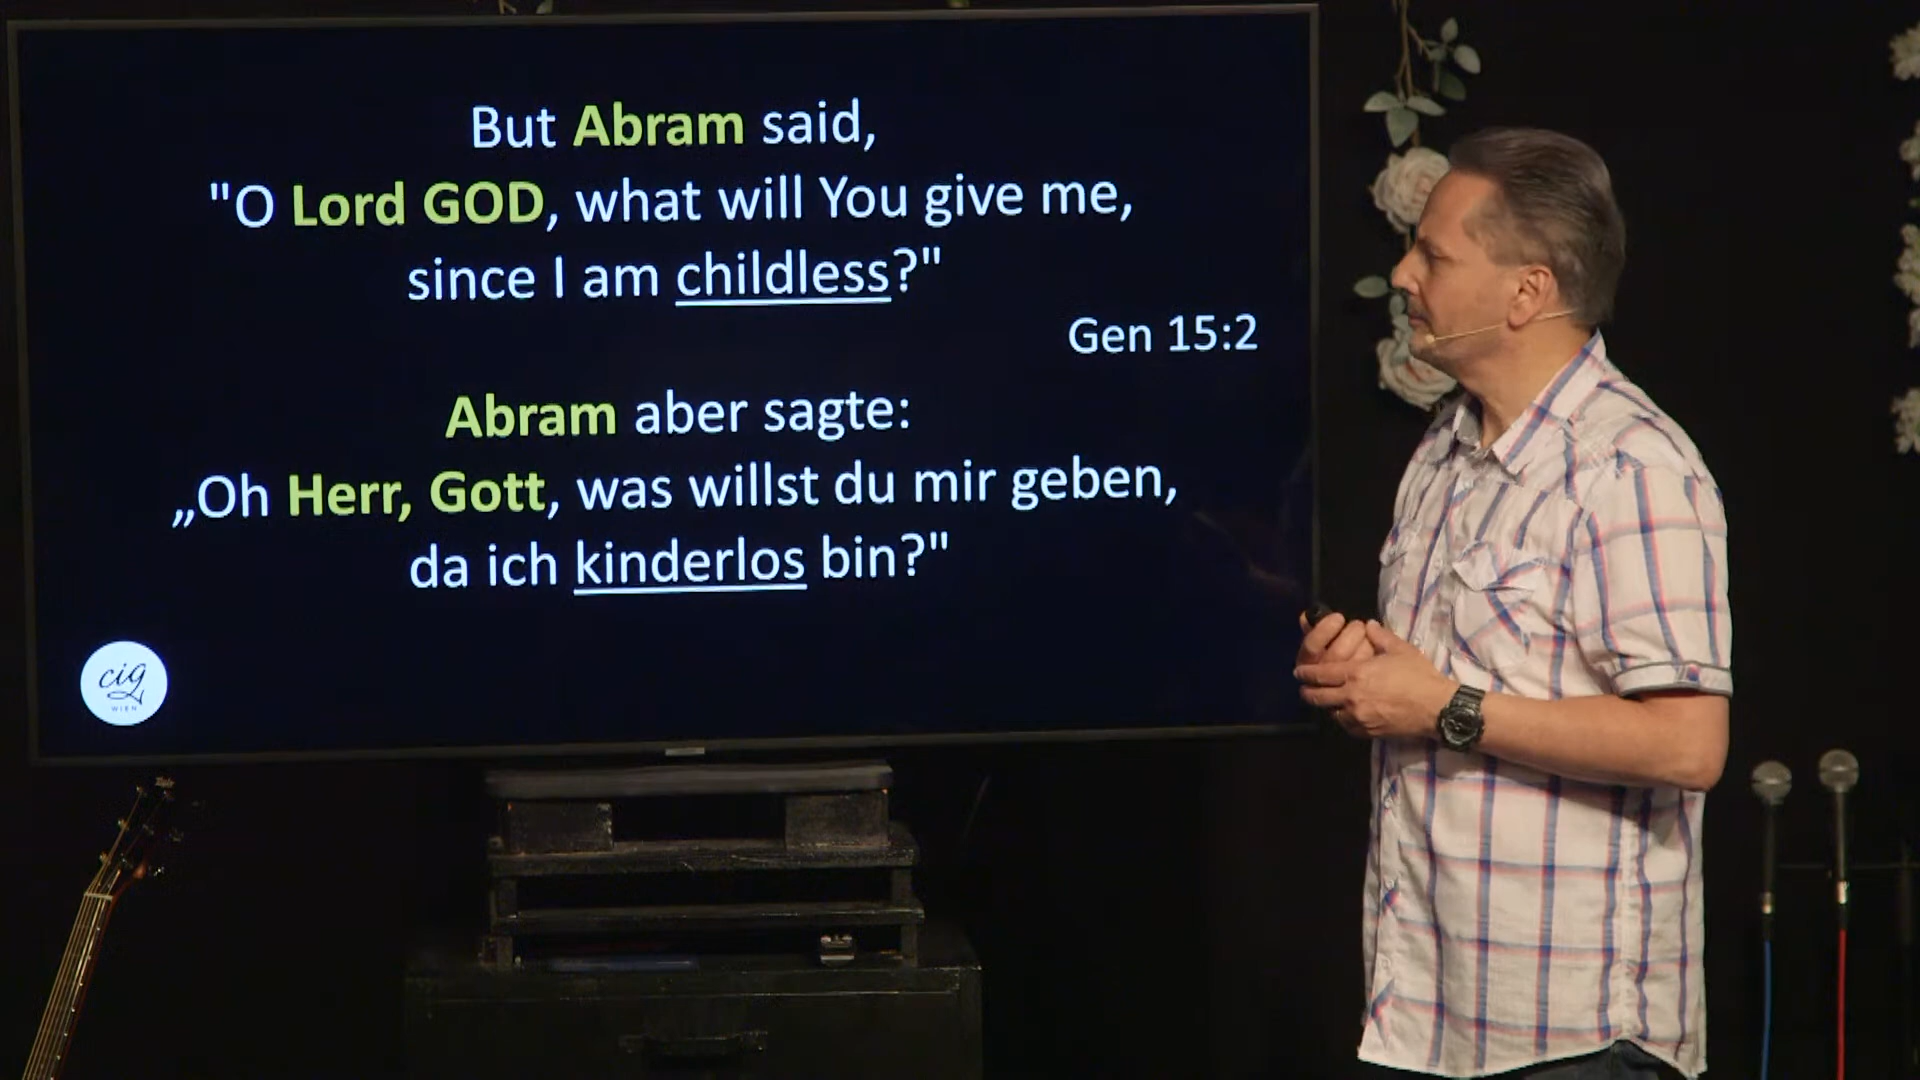 But Abram said,
"O Lord GOD, what will You give me,
since I am childless?"
Gen 15:2
Abram aber sagte:
„Oh Herr, Gott, was willst du mir geben,
da ich kinderlos bin?"
cig
WIEN